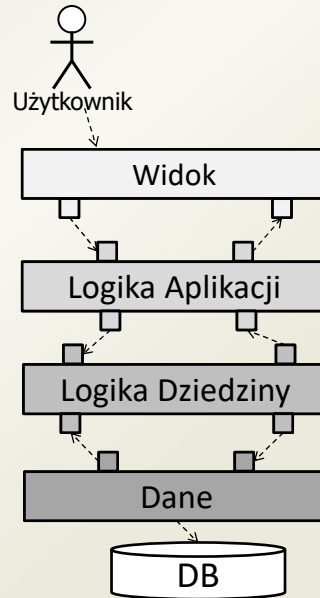 Użytkownik
Widok
Logika Aplikacji
Logika Dziedziny
Dane
DB